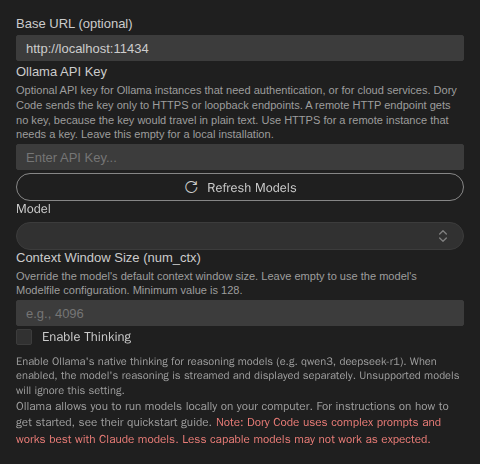 Base URL (optional)
http://localhost:11434
Ollama API Key
Optional API key for Ollama instances that need authentication, or for cloud services. Dory
Code sends the key only to HTTPS or loopback endpoints. A remote HTTP endpoint gets
no key, because the key would travel in plain text. Use HTTPS for a remote instance that
needs a key. Leave this empty for a local installation.
Enter API Key...
Refresh Models
Model
Context Window Size (num_ctx)
Override the model's default context window size. Leave empty to use the model's
Modelfile configuration. Minimum value is 128.
e.g., 4096
Enable Thinking
Enable Ollama's native thinking for reasoning models (e.g. qwen3, deepseek-r1). When
enabled, the model's reasoning is streamed and displayed separately. Unsupported models
will ignore this setting.
Ollama allows you to run models locally on your computer. For instructions on how to
get started, see their quickstart guide. Note: Dory Code uses complex prompts and
works best with Claude models. Less capable models may not work as expected.